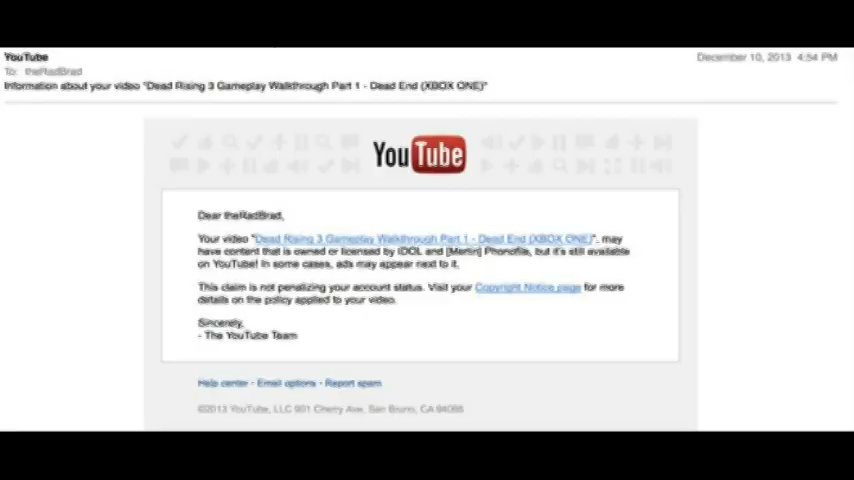 YouTube
December 10, 2013 4:54 PM
To: theRadBrad
Information about your video "Dead Rising 3 Gameplay Walkthrough Part 1 - Dead End (XBOX ONE)"
YouTube
Dear theRadBrad,
Your video "Dead Rising 3 Gameplay Walkthrough Part 1 - Dead End (XBOX ONE)", may
have content that is owned or licensed by IDOL and [Merlin] Phonofile, but it's still available
on YouTube! In some cases, ads may appear next to it.
This claim is not penalizing your account status. Visit your Copyright Notice page for more
details on the policy applied to your video.
Sincerely,
- The YouTube Team
Help center - Email options - Report spam
©2013 YouTube, LLC 901 Cherry Ave, San Bruno, CA 94066